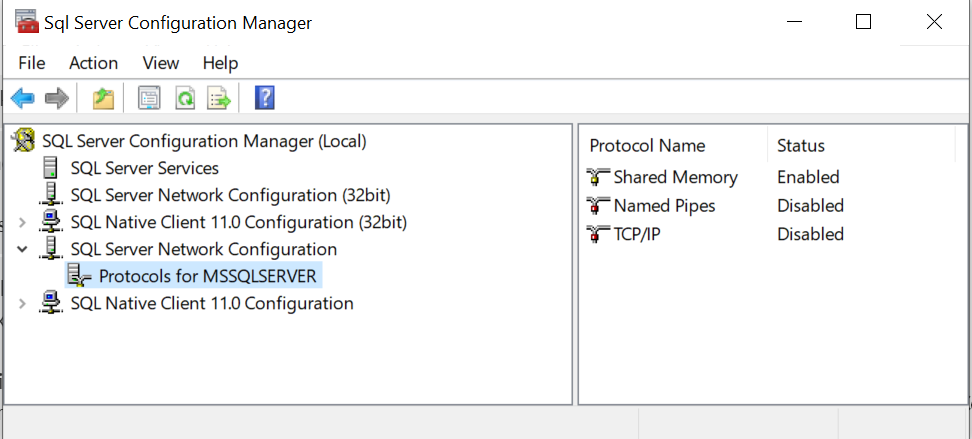 Sql Server Configuration Manager
File Action View Help
SQL Server Configuration Manager (Local)
SQL Server Services
SQL Server Network Configuration (32bit)
SQL Native Client 11.0 Configuration (32bit)
SQL Server Network Configuration
Protocols for MSSQLSERVER
SQL Native Client 11.0 Configuration
Protocol Name Status
Shared Memory Enabled
Named Pipes Disabled
TCP/IP Disabled